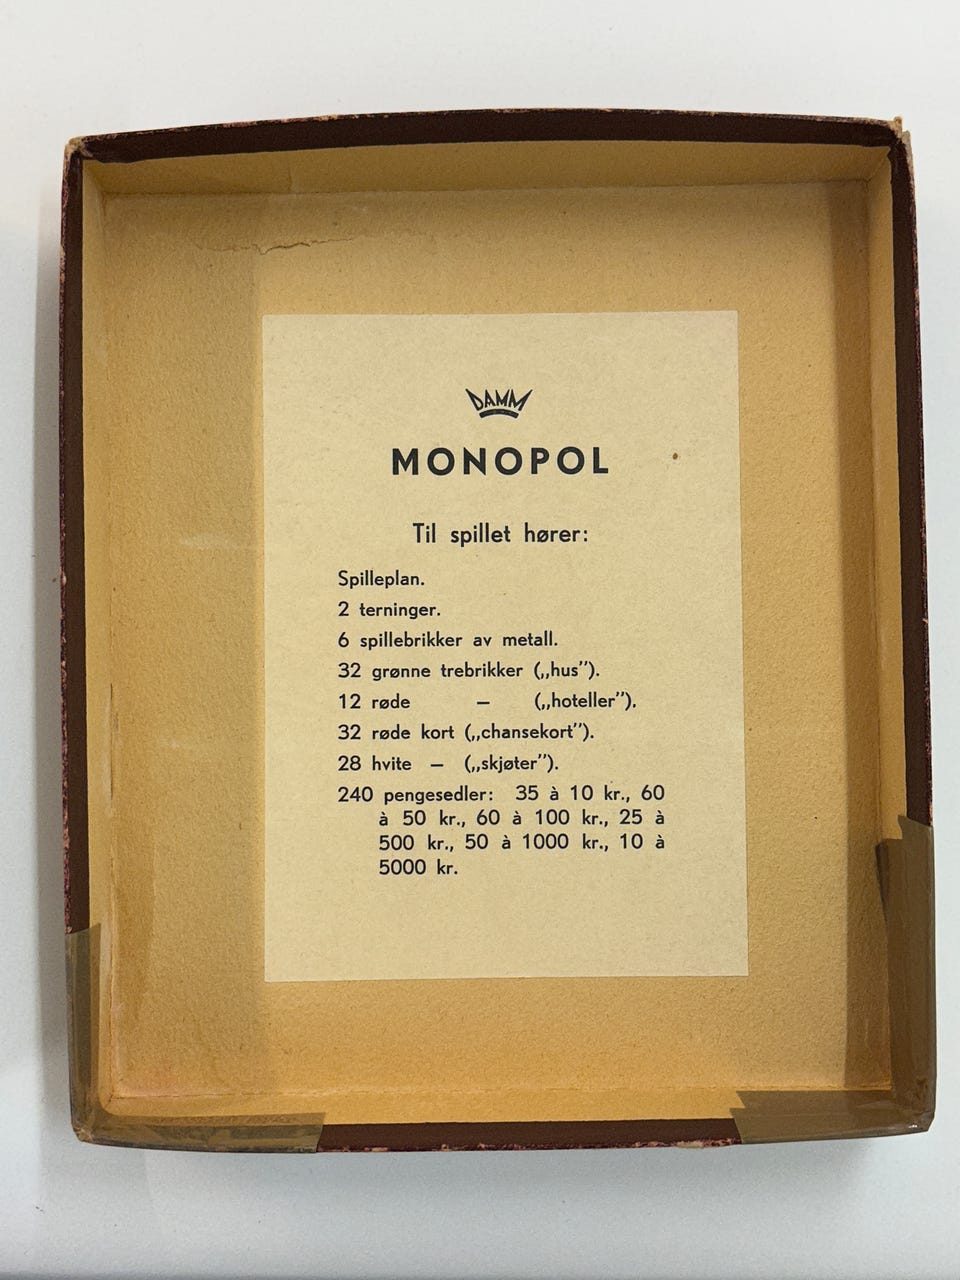 DAMM
MONOPOL
Til spillet hører:
Spilleplan.
2 terninger.
6 spillebrikker av metall.
32 grønne trebrikker („hus”).
12 røde — („hoteller”).
32 røde kort („chansekort”).
28 hvite — („skjøter”).
240 pengesedler: 35 à 10 kr., 60
à 50 kr., 60 à 100 kr., 25 à
500 kr., 50 à 1000 kr., 10 à
5000 kr.